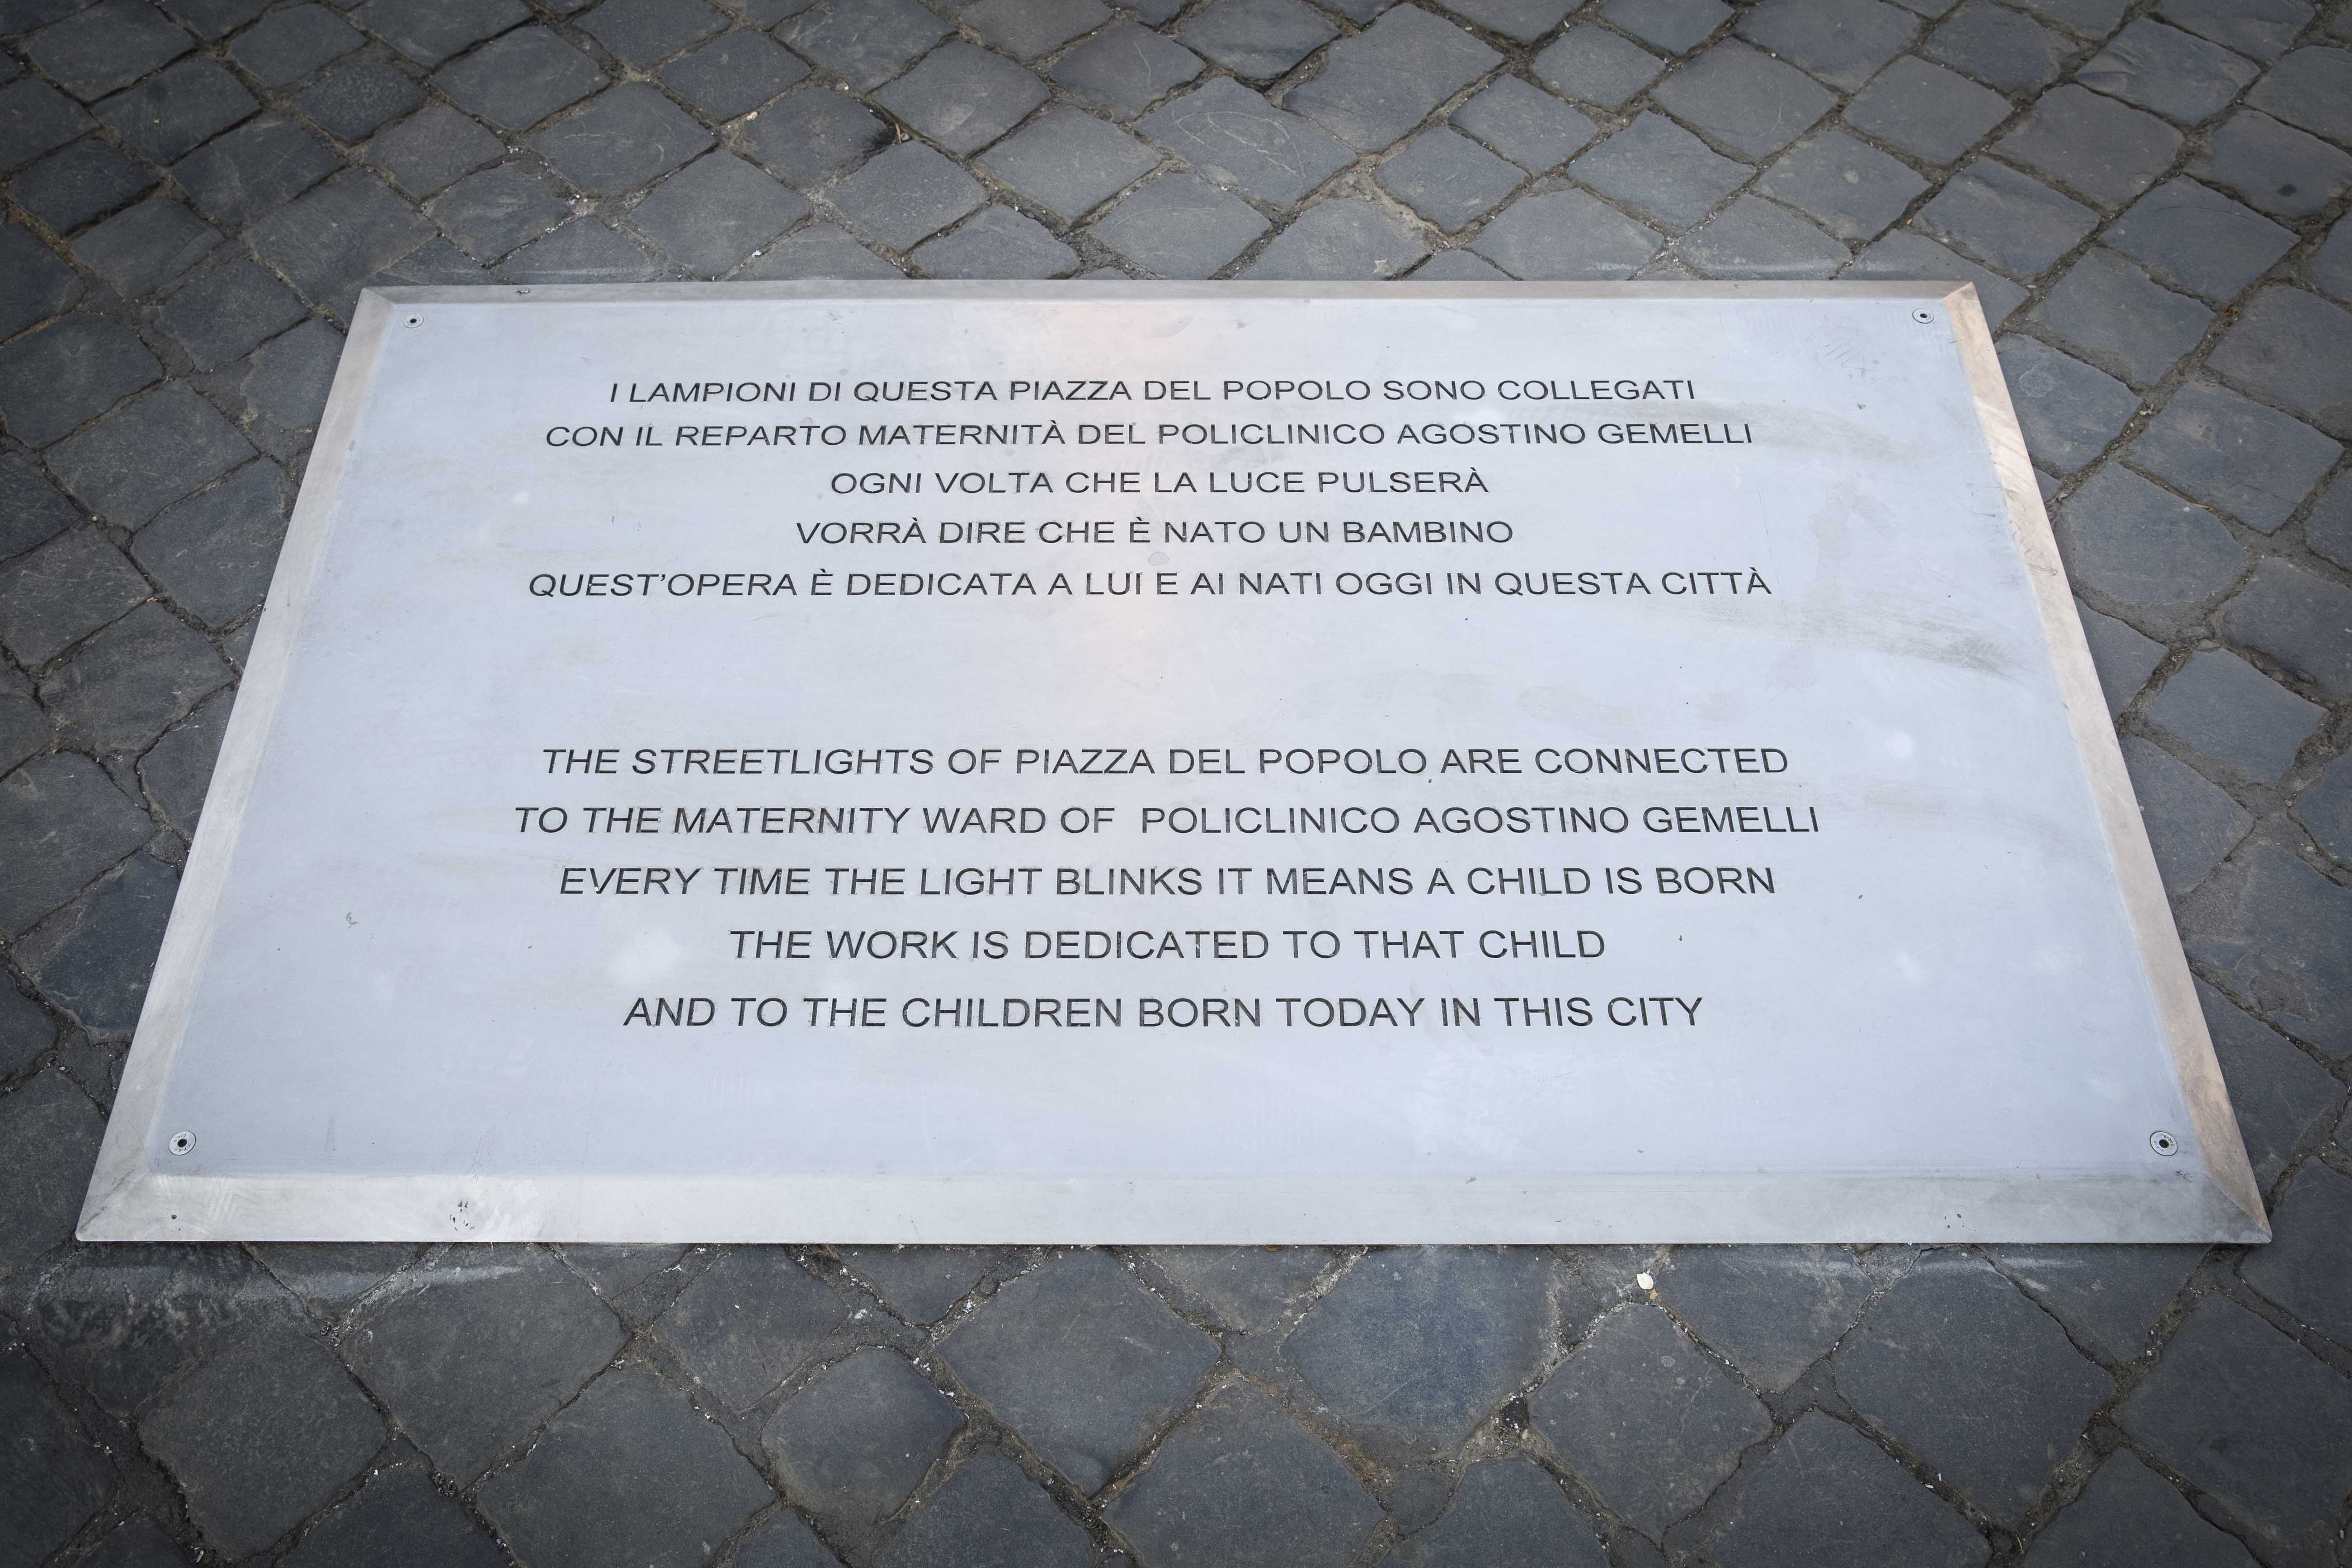 I LAMPIONI DI QUESTA PIAZZA DEL POPOLO SONO COLLEGATI
CON IL REPARTO MATERNITÀ DEL POLICLINICO AGOSTINO GEMELLI
OGNI VOLTA CHE LA LUCE PULSERÀ
VORRÀ DIRE CHE È NATO UN BAMBINO
QUEST'OPERA È DEDICATA A LUI E AI NATI OGGI IN QUESTA CITTÀ
THE STREETLIGHTS OF PIAZZA DEL POPOLO ARE CONNECTED
TO THE MATERNITY WARD OF POLICLINICO AGOSTINO GEMELLI
EVERY TIME THE LIGHT BLINKS IT MEANS A CHILD IS BORN
THE WORK IS DEDICATED TO THAT CHILD
AND TO THE CHILDREN BORN TODAY IN THIS CITY